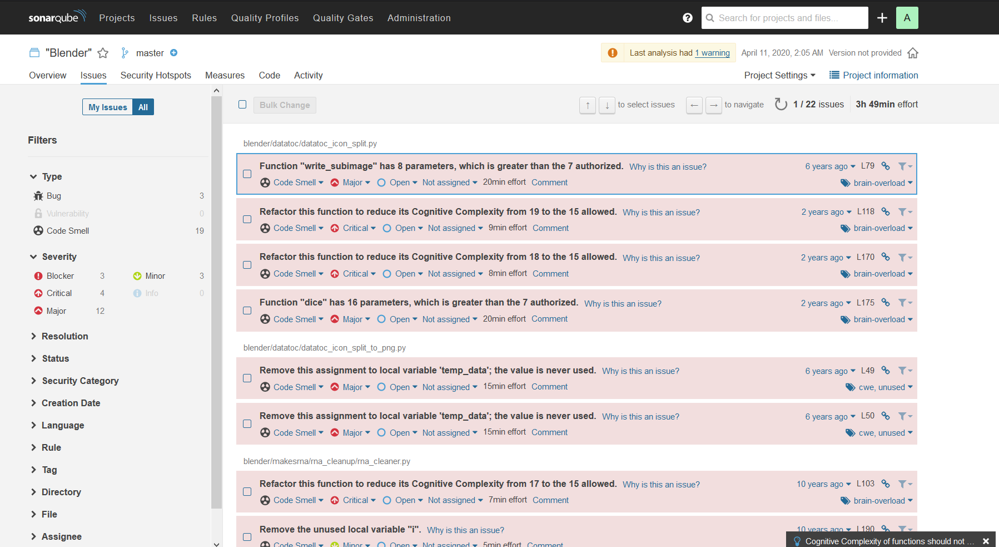 sonarqube Projects Issues Rules Quality Profiles Quality Gates Administration ? Search for projects and files... A
"Blender" master Last analysis had 1 warning April 11, 2020, 2:05 AM Version not provided
Overview Issues Security Hotspots Measures Code Activity Project Settings Project information
My Issues All
Bulk Change ↑ ↓ to select issues ← → to navigate 1 / 22 issues 3h 49min effort
Filters
Type
Bug 3
Vulnerability 0
Code Smell 19
Severity
Blocker 3 Minor 3
Critical 4 Info 0
Major 12
Resolution
Status
Security Category
Creation Date
Language
Rule
Tag
Directory
File
Assignee
blender/datatoc/datatoc_icon_split.py
Function "write_subimage" has 8 parameters, which is greater than the 7 authorized. Why is this an issue? 6 years ago L79
Code Smell Major Open Not assigned 20min effort Comment brain-overload
Refactor this function to reduce its Cognitive Complexity from 19 to the 15 allowed. Why is this an issue? 2 years ago L118
Code Smell Critical Open Not assigned 9min effort Comment brain-overload
Refactor this function to reduce its Cognitive Complexity from 18 to the 15 allowed. Why is this an issue? 2 years ago L170
Code Smell Critical Open Not assigned 8min effort Comment brain-overload
Function "dice" has 16 parameters, which is greater than the 7 authorized. Why is this an issue? 2 years ago L175
Code Smell Major Open Not assigned 20min effort Comment brain-overload
blender/datatoc/datatoc_icon_split_to_png.py
Remove this assignment to local variable 'temp_data'; the value is never used. Why is this an issue? 6 years ago L49
Code Smell Major Open Not assigned 15min effort Comment cwe, unused
Remove this assignment to local variable 'temp_data'; the value is never used. Why is this an issue? 6 years ago L50
Code Smell Major Open Not assigned 15min effort Comment cwe, unused
blender/makesrna/rna_cleanup/rna_cleaner.py
Refactor this function to reduce its Cognitive Complexity from 17 to the 15 allowed. Why is this an issue? 10 years ago L103
Code Smell Critical Open Not assigned 7min effort Comment brain-overload
Remove the unused local variable "i". Why is this an issue? 10 years ago L190
Code Smell Minor Open Not assigned 5min effort Comment
Cognitive Complexity of functions should not ...